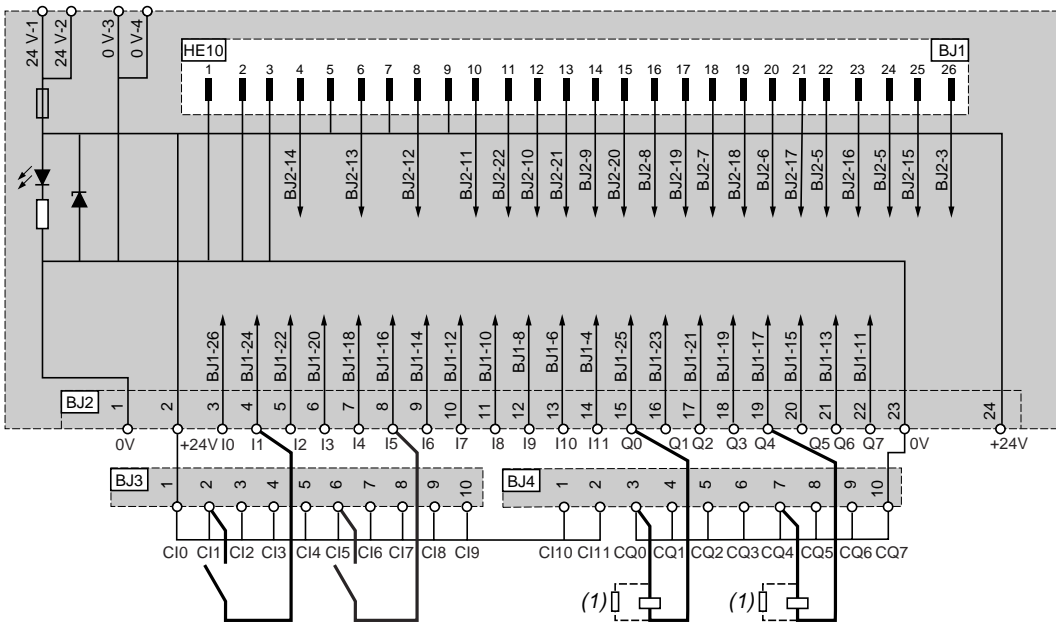 24 V-1
24 V-2
0 V-3
0 V-4
HE10
BJ1
1 2 3 4 5 6 7 8 9 10 11 12 13 14 15 16 17 18 19 20 21 22 23 24 25 26
BJ2-14
BJ2-13
BJ2-12
BJ2-11
BJ2-22
BJ2-10
BJ2-21
BJ2-9
BJ2-20
BJ2-8
BJ2-19
BJ2-7
BJ2-18
BJ2-6
BJ2-17
BJ2-5
BJ2-16
BJ2-5
BJ2-15
BJ2-3
BJ1-26
BJ1-24
BJ1-22
BJ1-20
BJ1-18
BJ1-16
BJ1-14
BJ1-12
BJ1-10
BJ1-8
BJ1-6
BJ1-4
BJ1-25
BJ1-23
BJ1-21
BJ1-19
BJ1-17
BJ1-15
BJ1-13
BJ1-11
BJ2
1 2 3 4 5 6 7 8 9 10 11 12 13 14 15 16 17 18 19 20 21 22 23 24
0V +24V I0 I1 I2 I3 I4 I5 I6 I7 I8 I9 I10 I11 Q0 Q1 Q2 Q3 Q4 Q5 Q6 Q7 0V +24V
BJ3
1 2 3 4 5 6 7 8 9 10
BJ4
1 2 3 4 5 6 7 8 9 10
CI0 CI1 CI2 CI3 CI4 CI5 CI6 CI7 CI8 CI9 CI10 CI11 CQ0 CQ1 CQ2 CQ3 CQ4 CQ5 CQ6 CQ7
(1) (1)